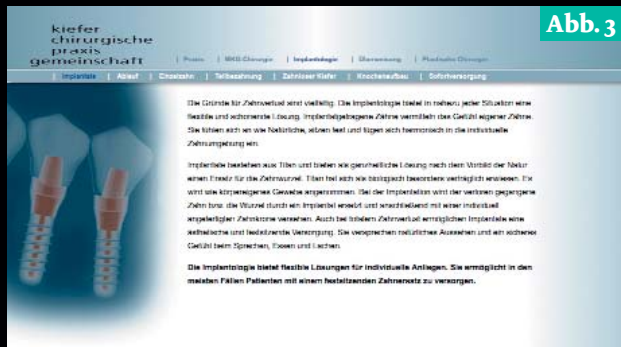 Abb. 3
kiefer
chirurgische
praxis
gemeinschaft
| Praxis | MKG-Chirurgie | Implantologie | Überweisung | Plastische Chirurgie
| Implantate | Ablauf | Einzelzahn | Teilbezahnung | Zahnloser Kiefer | Knochenaufbau | Sofortversorgung
Die Gründe für Zahnverlust sind vielfältig. Die Implantologie bietet in nahezu jeder Situation eine
flexible und schonende Lösung. Implantatgetragene Zähne vermitteln das Gefühl eigener Zähne.
Sie fühlen sich an wie Natürliche, sitzen fest und fügen sich harmonisch in die individuelle
Zahnumgebung ein.
Implantate bestehen aus Titan und bieten als ganzheitliche Lösung nach dem Vorbild der Natur
einen Ersatz für die Zahnwurzel. Titan hat sich als biologisch besonders verträglich erwiesen. Es
wird wie körpereigenes Gewebe angenommen. Bei der Implantation wird der verloren gegangene
Zahn bzw. die Wurzel durch ein Implantat ersetzt und anschließend mit einer individuell
angefertigten Zahnkrone versehen. Auch bei totalem Zahnverlust ermöglichen Implantate eine
ästhetische und festsitzende Versorgung. Sie versprechen natürliches Aussehen und ein sicheres
Gefühl beim Sprechen, Essen und Lachen.
Die Implantologie bietet flexible Lösungen für individuelle Anliegen. Sie ermöglicht in den
meisten Fällen Patienten mit einem festsitzenden Zahnersatz zu versorgen.